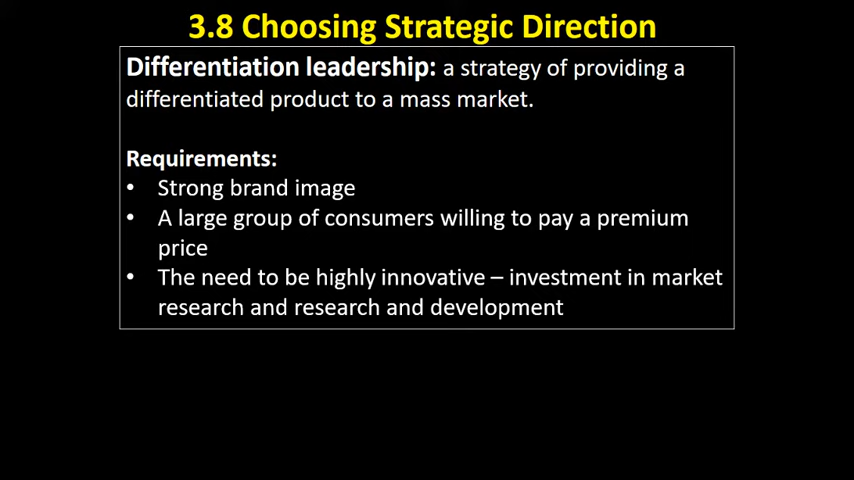 3.8 Choosing Strategic Direction
Differentiation leadership: a strategy of providing a
differentiated product to a mass market.
Requirements:
• Strong brand image
• A large group of consumers willing to pay a premium
price
• The need to be highly innovative – investment in market
research and research and development